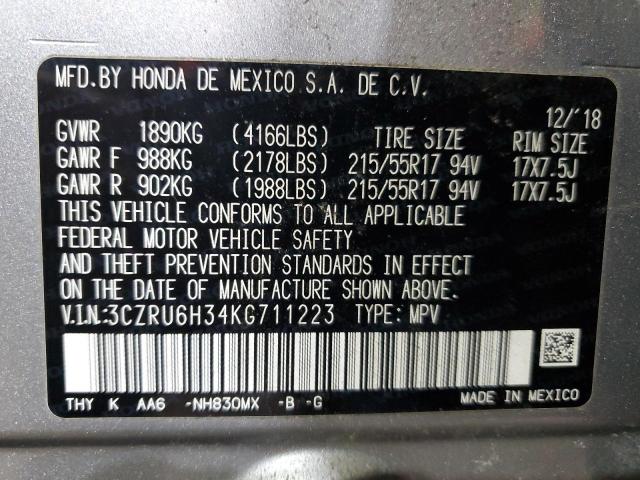 MFD.BY HONDA DE MEXICO S.A. DE C.V.
12/'18
GVWR 1890KG (4166LBS) TIRE SIZE RIM SIZE
GAWR F 988KG (2178LBS) 215/55R17 94V 17X7.5J
GAWR R 902KG (1988LBS) 215/55R17 94V 17X7.5J
THIS VEHICLE CONFORMS TO ALL APPLICABLE
FEDERAL MOTOR VEHICLE SAFETY
AND THEFT PREVENTION STANDARDS IN EFFECT
ON THE DATE OF MANUFACTURE SHOWN ABOVE.
V.I.N:3CZRU6H34KG711223 TYPE: MPV
THY K AA6 -NH830MX -B -G
MADE IN MEXICO